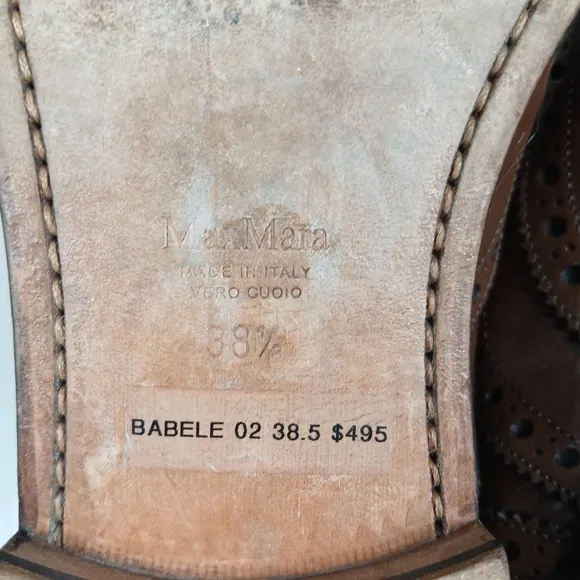 MaxMara
MADE IN ITALY
VERO CUOIO
38½
BABELE 02 38.5 $495